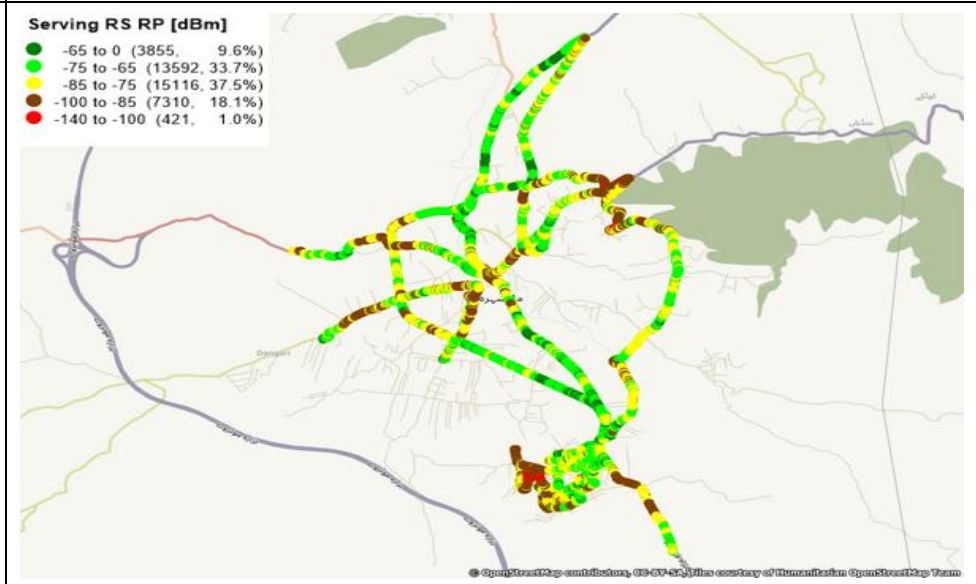 Serving RS RP [dBm]
-65 to 0 (3855, 9.6%)
-75 to -65 (13592, 33.7%)
-85 to -75 (15116, 37.5%)
-100 to -85 (7310, 18.1%)
-140 to -100 (421, 1.0%)
© OpenStreetMap contributors, CC-BY-SA, Tiles courtesy of Humanitarian OpenStreetMap Team